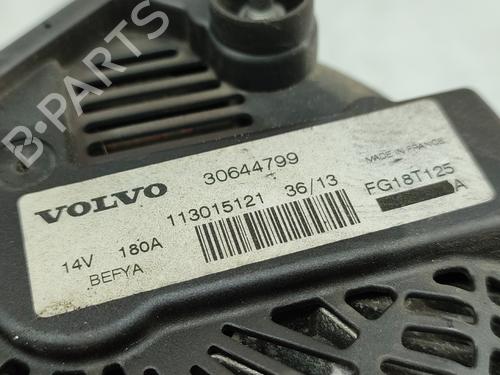 B-PARTS
VOLVO
30644799
MADE IN FRANCE
113015121 36/13
FG18T125
A
14V 180A
BEFYA